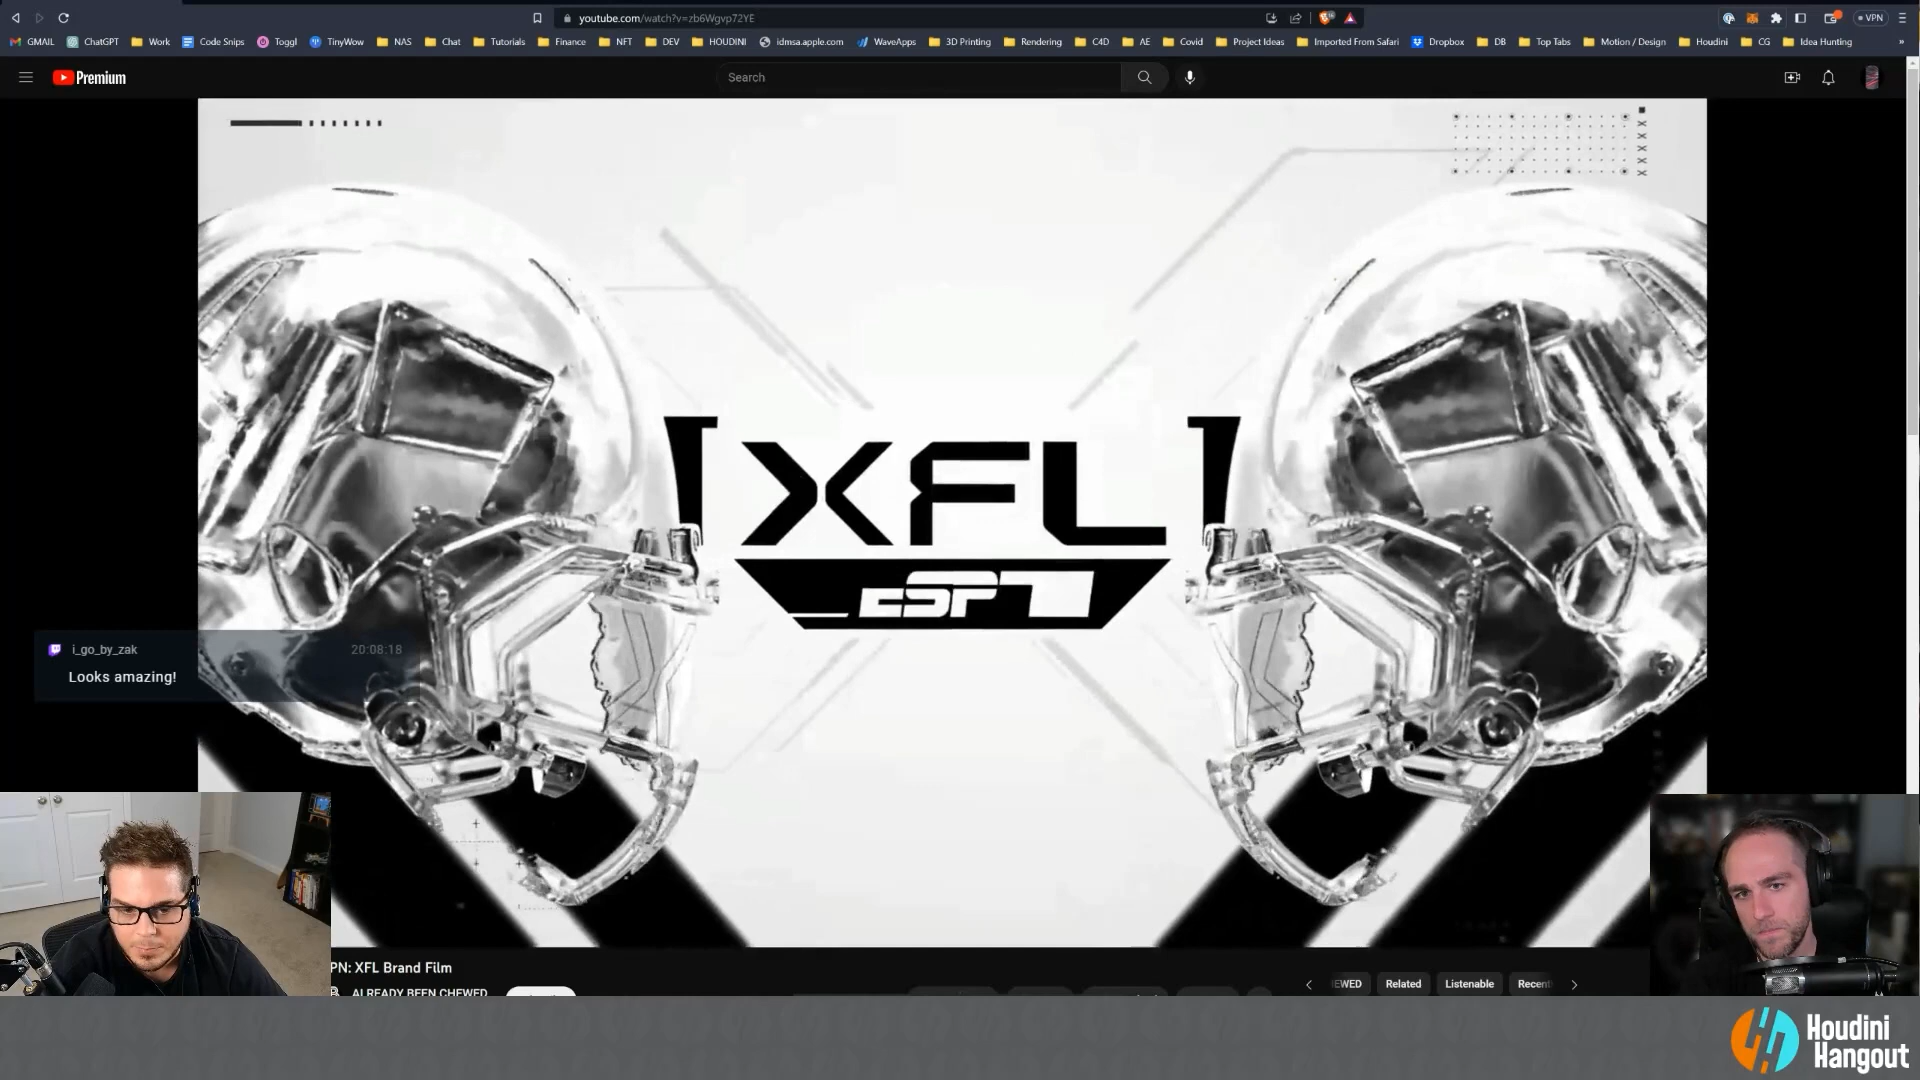 youtube.com/watch?v=zb6Wgvp72YE
VPN
GMAIL ChatGPT Work Code Snips Toggl TinyWow NAS Chat Tutorials Finance NFT DEV HOUDINI idmsa.apple.com WaveApps 3D Printing Rendering C4D AE Covid Project Ideas Imported From Safari Dropbox DB Top Tabs Motion / Design Houdini CG Idea Hunting »
Premium
Search
XFL
ESPN
i_go_by_zak 20:08:18
Looks amazing!
PN: XFL Brand Film
ALREADY BEEN CHEWED
EWED Related Listenable Recent
Houdini
Hangout